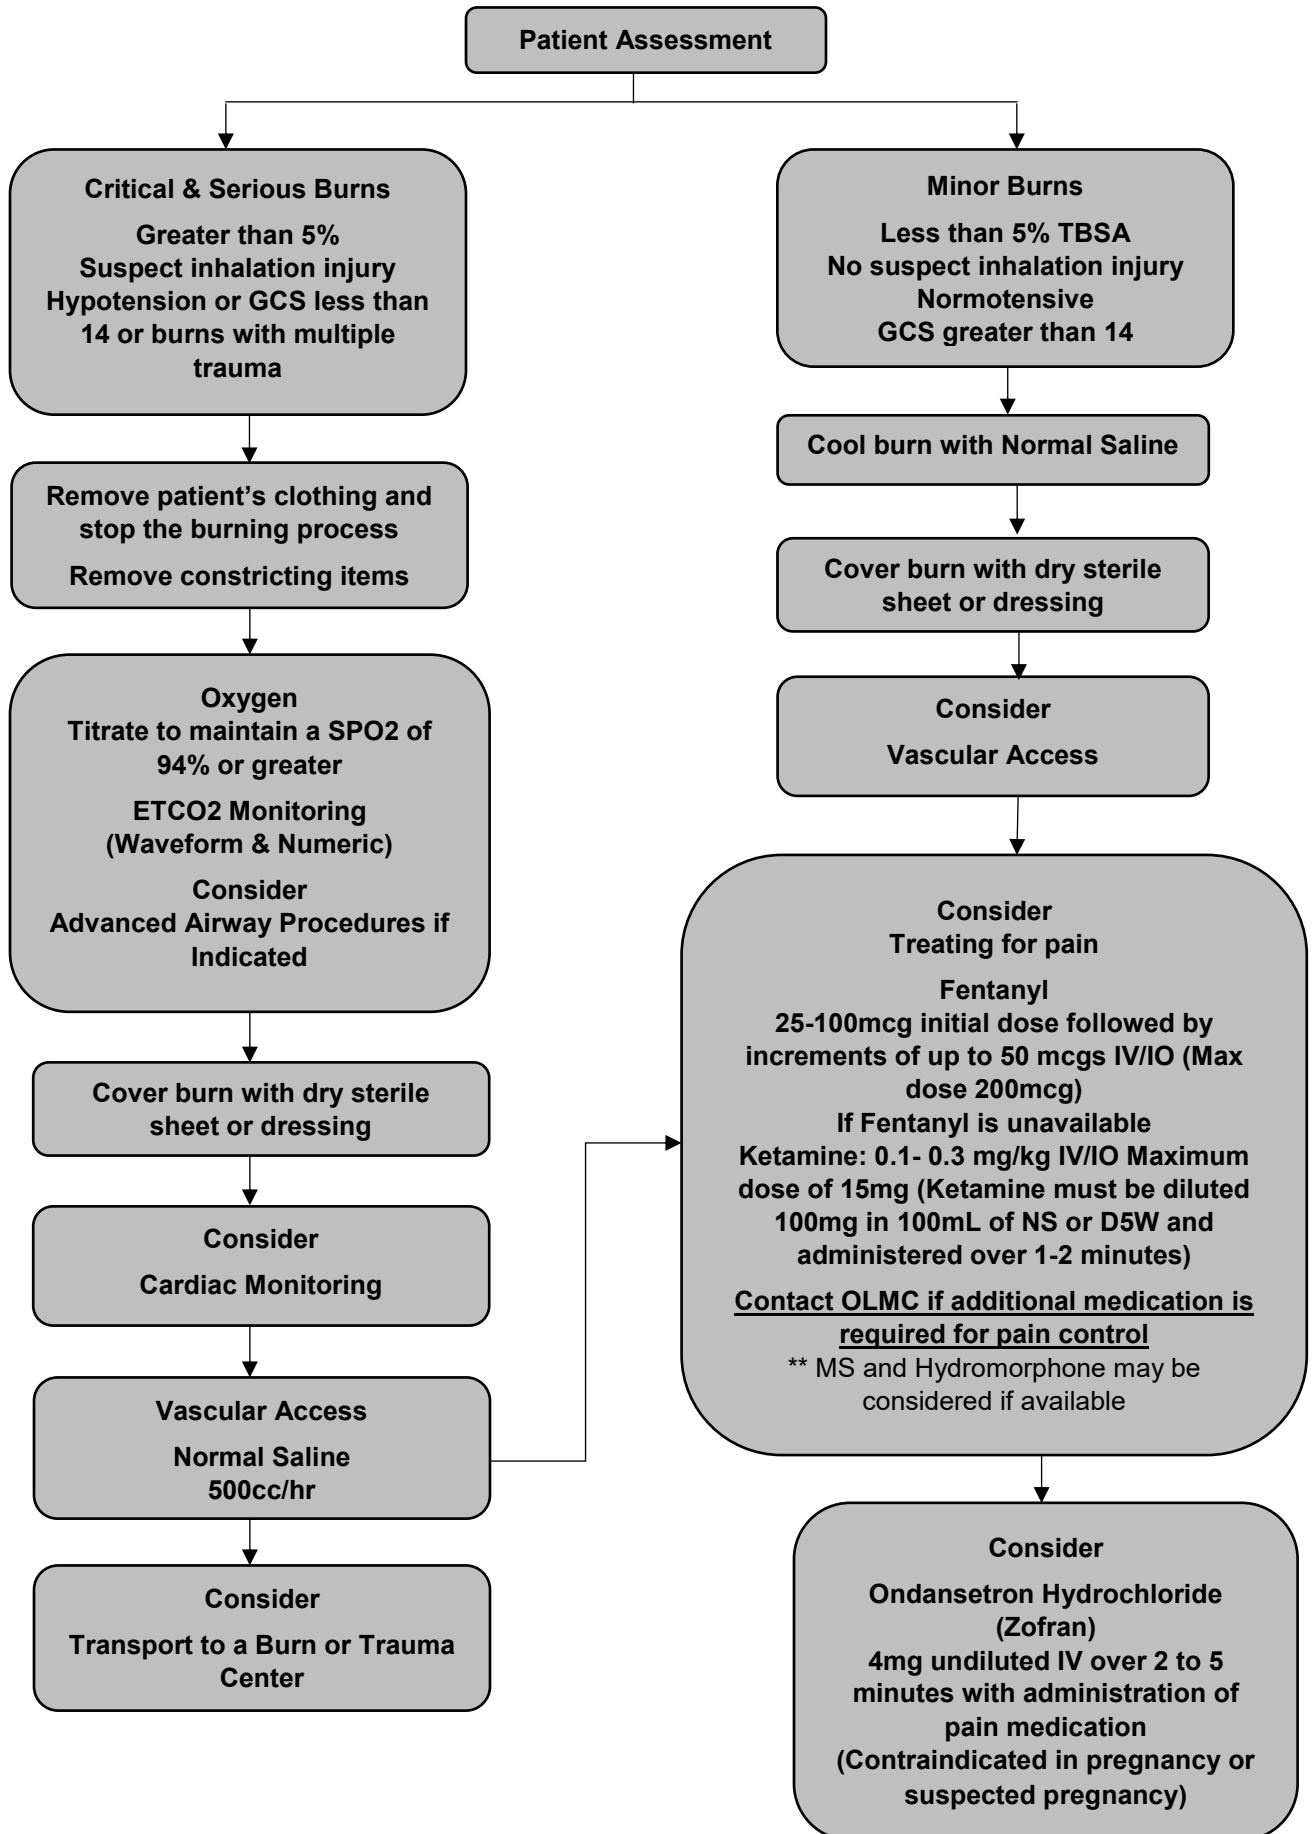 Patient Assessment
Critical & Serious Burns
Greater than 5%
Suspect inhalation injury
Hypotension or GCS less than
14 or burns with multiple
trauma
Remove patient’s clothing and
stop the burning process
Remove constricting items
Oxygen
Titrate to maintain a SPO2 of
94% or greater
ETCO2 Monitoring
(Waveform & Numeric)
Consider
Advanced Airway Procedures if
Indicated
Cover burn with dry sterile
sheet or dressing
Consider
Cardiac Monitoring
Vascular Access
Normal Saline
500cc/hr
Consider
Transport to a Burn or Trauma
Center
Minor Burns
Less than 5% TBSA
No suspect inhalation injury
Normotensive
GCS greater than 14
Cool burn with Normal Saline
Cover burn with dry sterile
sheet or dressing
Consider
Vascular Access
Consider
Treating for pain
Fentanyl
25-100mcg initial dose followed by
increments of up to 50 mcgs IV/IO (Max
dose 200mcg)
If Fentanyl is unavailable
Ketamine: 0.1- 0.3 mg/kg IV/IO Maximum
dose of 15mg (Ketamine must be diluted
100mg in 100mL of NS or D5W and
administered over 1-2 minutes)
Contact OLMC if additional medication is
required for pain control
** MS and Hydromorphone may be
considered if available
Consider
Ondansetron Hydrochloride
(Zofran)
4mg undiluted IV over 2 to 5
minutes with administration of
pain medication
(Contraindicated in pregnancy or
suspected pregnancy)